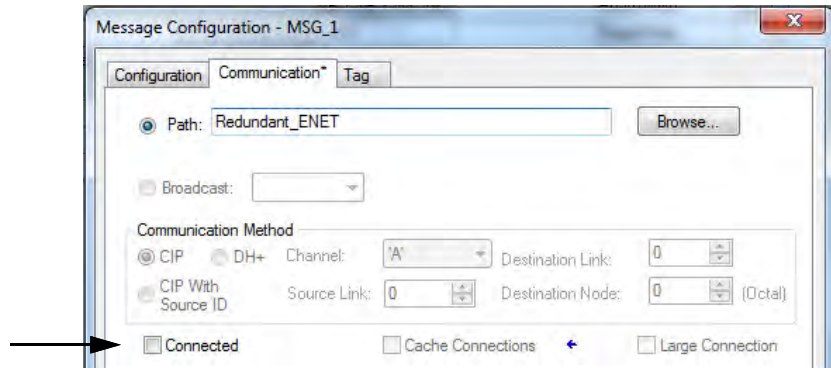 Message Configuration - MSG_1
Configuration Communication* Tag
Path: Redundant_ENET Browse...
Broadcast:
Communication Method
CIP DH+ Channel: 'A' Destination Link: 0
CIP With Source ID Source Link: 0 Destination Node: 0 (Octal)
Connected Cache Connections Large Connection